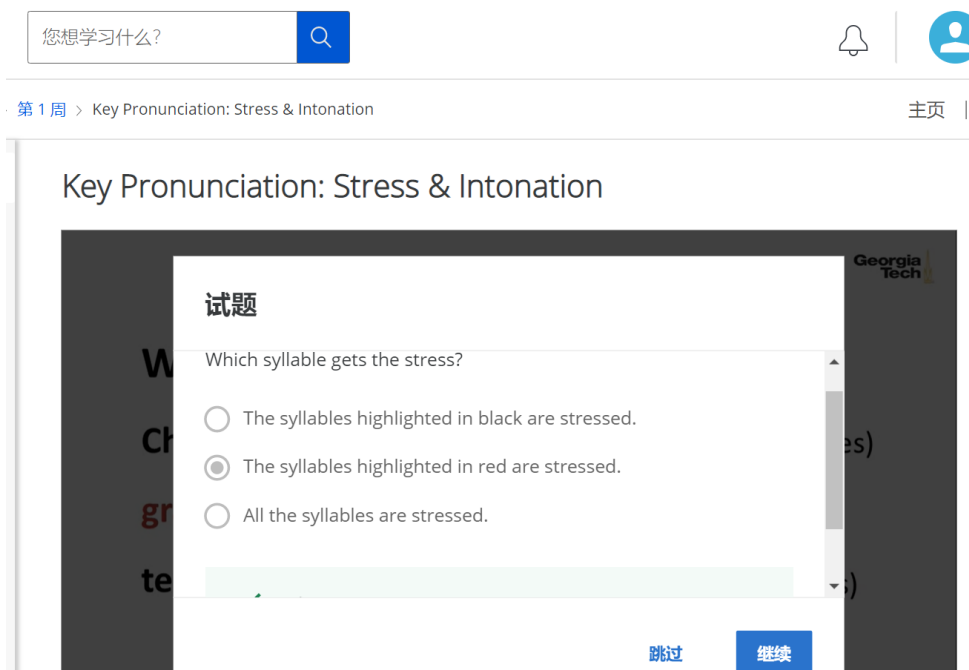 您想学习什么?
第 1 周 > Key Pronunciation: Stress & Intonation
主页 |
Key Pronunciation: Stress & Intonation
Georgia
Tech
试题
Which syllable gets the stress?
The syllables highlighted in black are stressed.
The syllables highlighted in red are stressed.
All the syllables are stressed.
跳过 继续